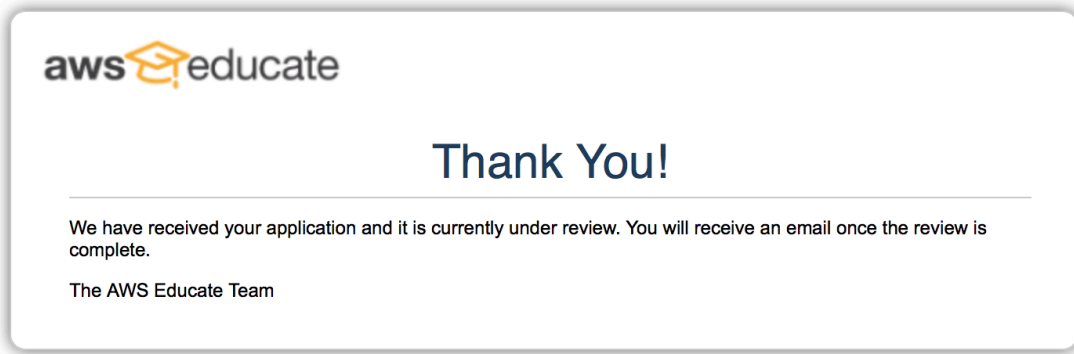 aws educate
Thank You!
We have received your application and it is currently under review. You will receive an email once the review is
complete.
The AWS Educate Team